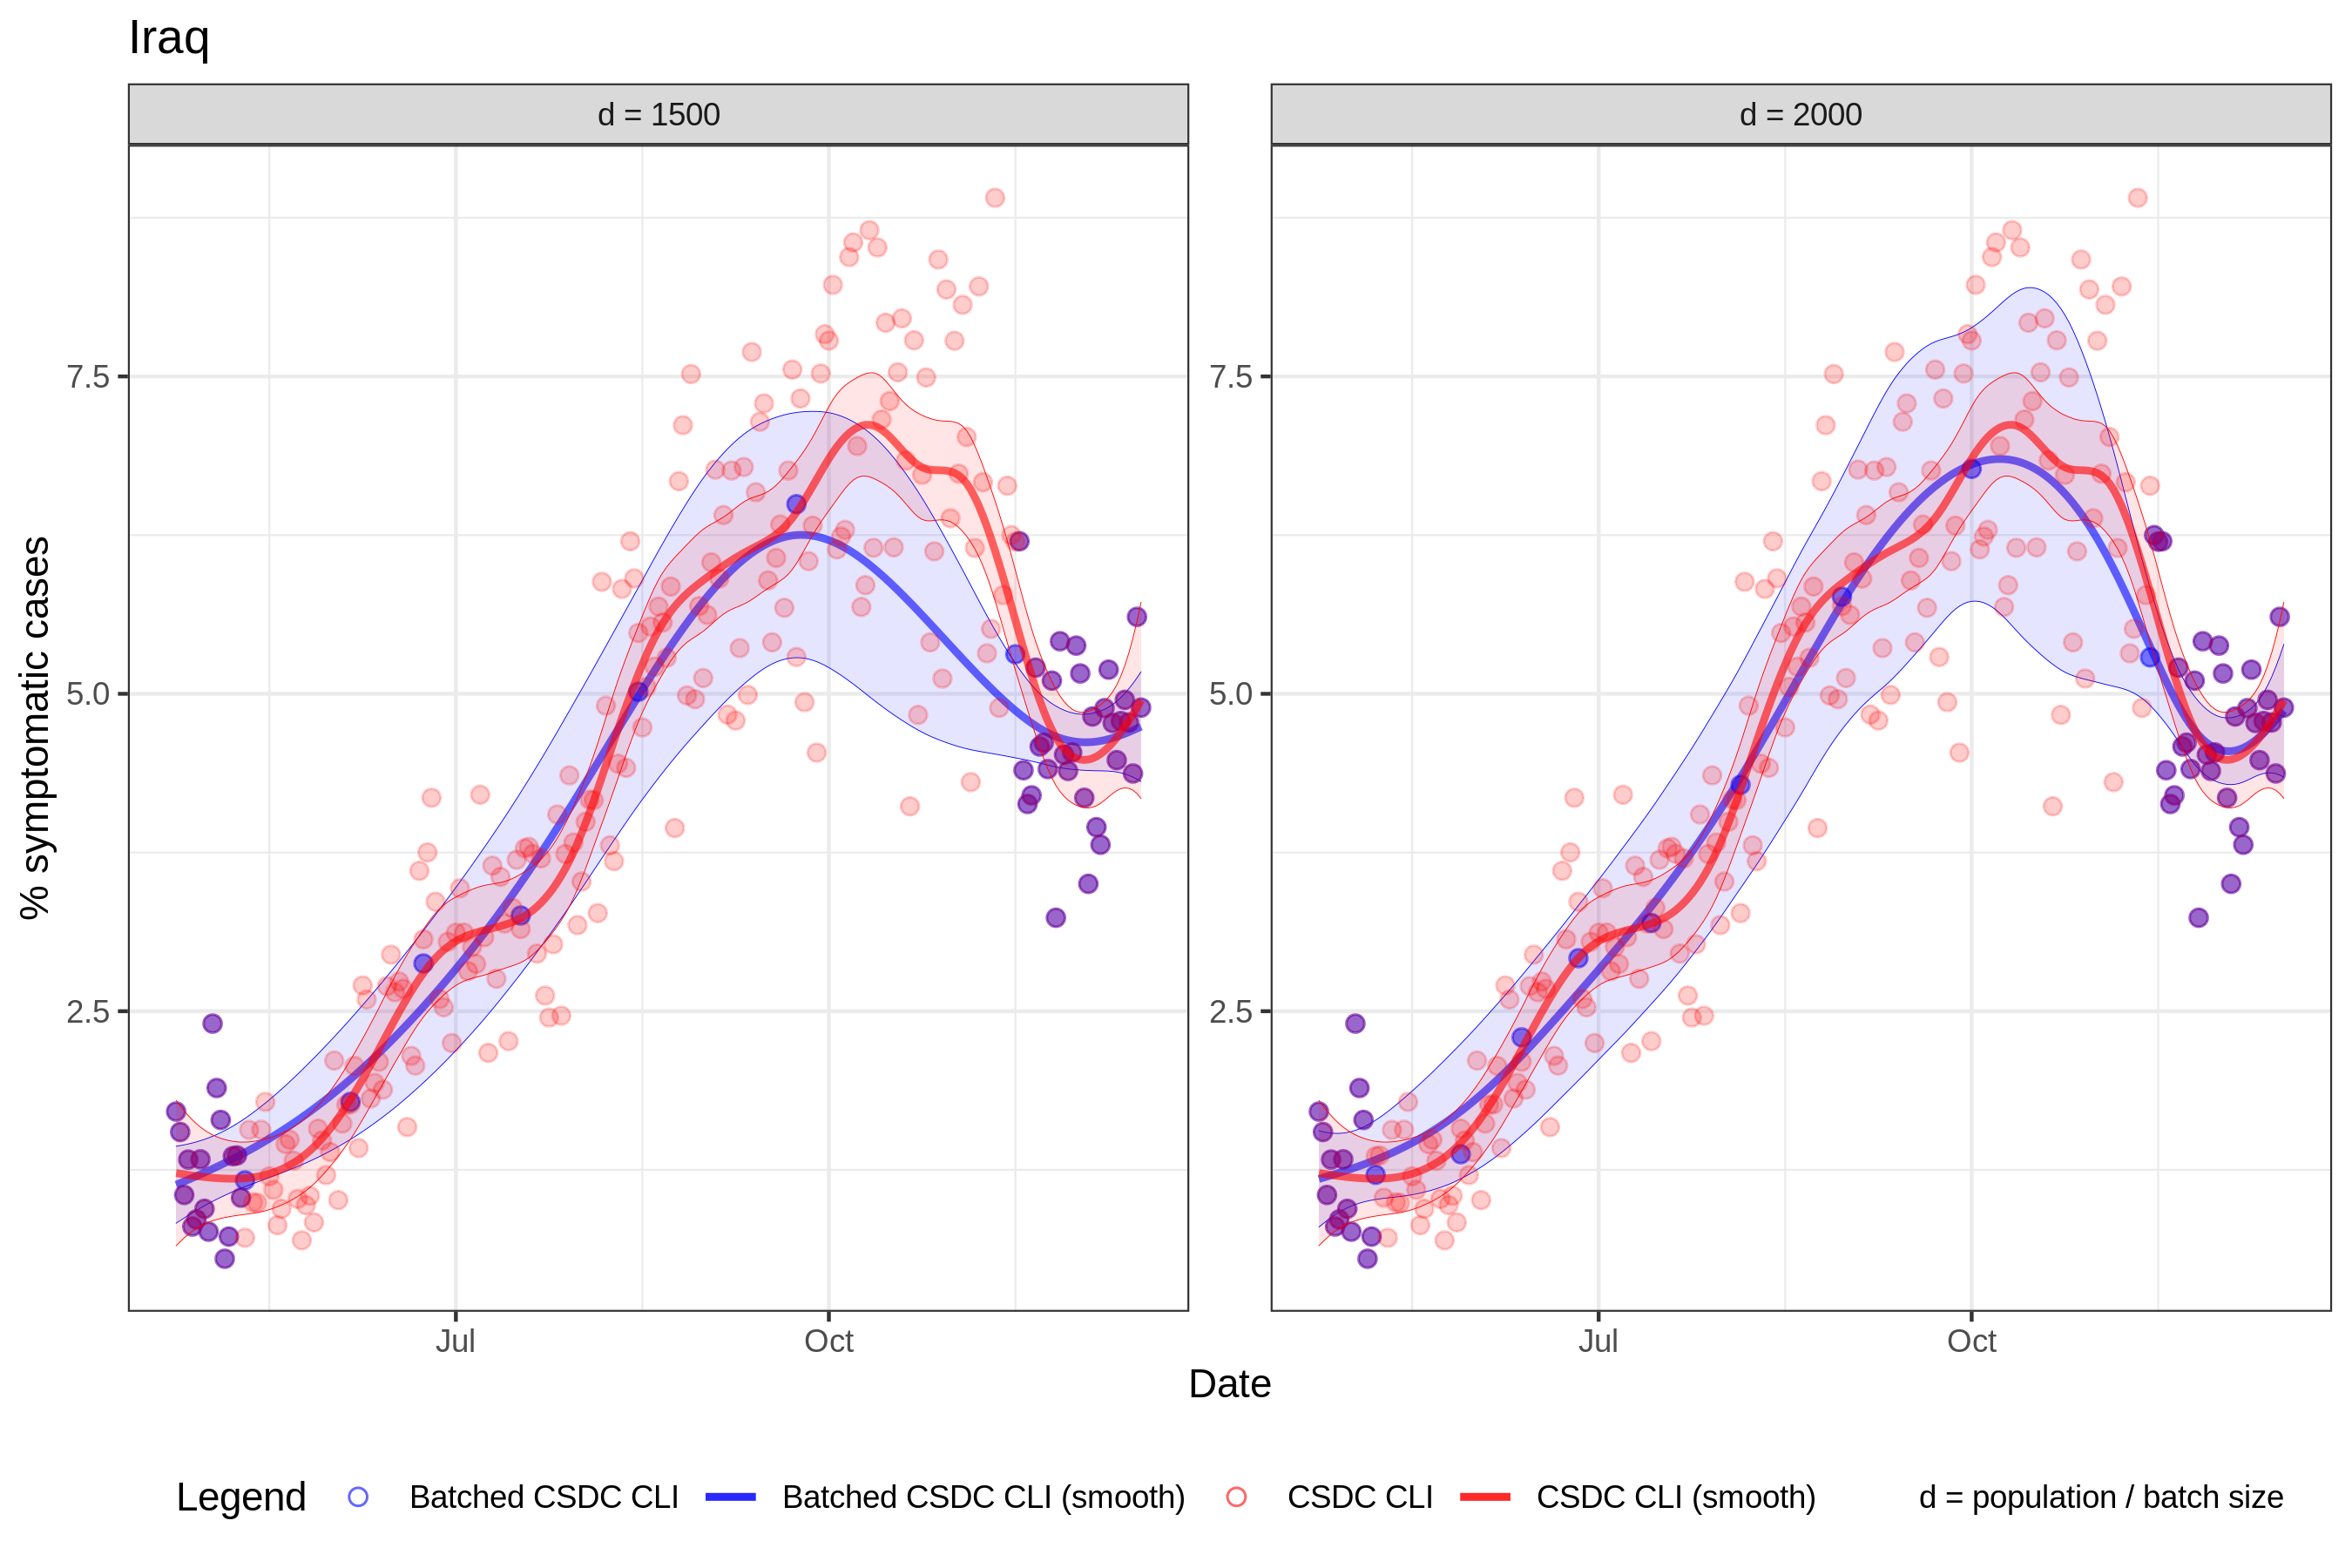 Iraq
d = 1500
d = 2000
% symptomatic cases
7.5
5.0
2.5
7.5
5.0
2.5
Jul
Oct
Jul
Oct
Date
Legend
Batched CSDC CLI
Batched CSDC CLI (smooth)
CSDC CLI
CSDC CLI (smooth)
d = population / batch size